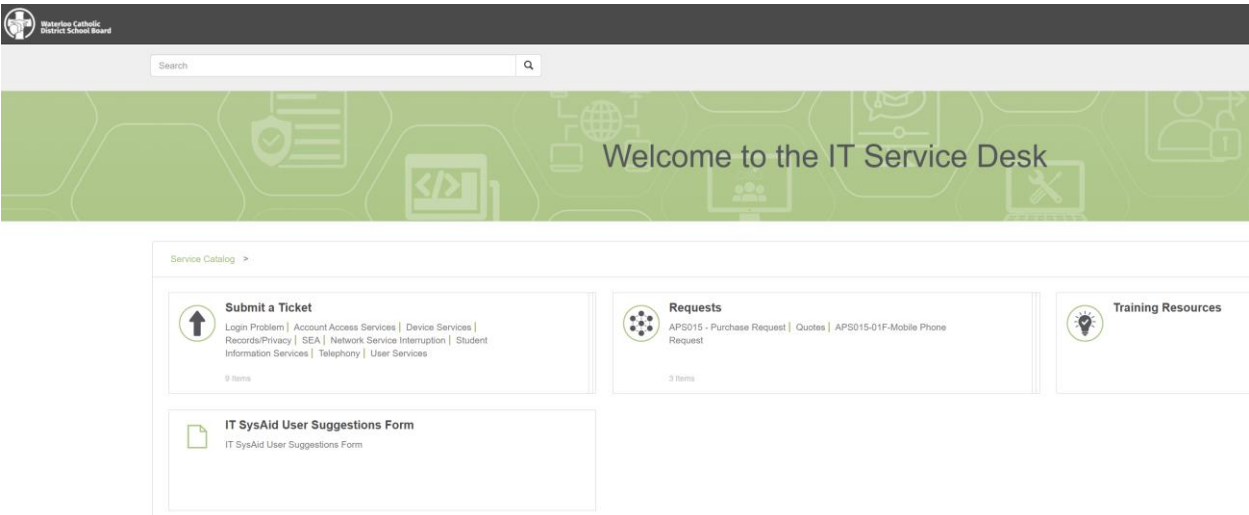 Waterloo Catholic
District School Board
Search
Welcome to the IT Service Desk
Service Catalog >
Submit a Ticket
Login Problem | Account Access Services | Device Services |
Records/Privacy | SEA | Network Service Interruption | Student
Information Services | Telephony | User Services
9 Items
Requests
APS015 - Purchase Request | Quotes | APS015-01F-Mobile Phone
Request
3 Items
Training Resources
IT SysAid User Suggestions Form
IT SysAid User Suggestions Form